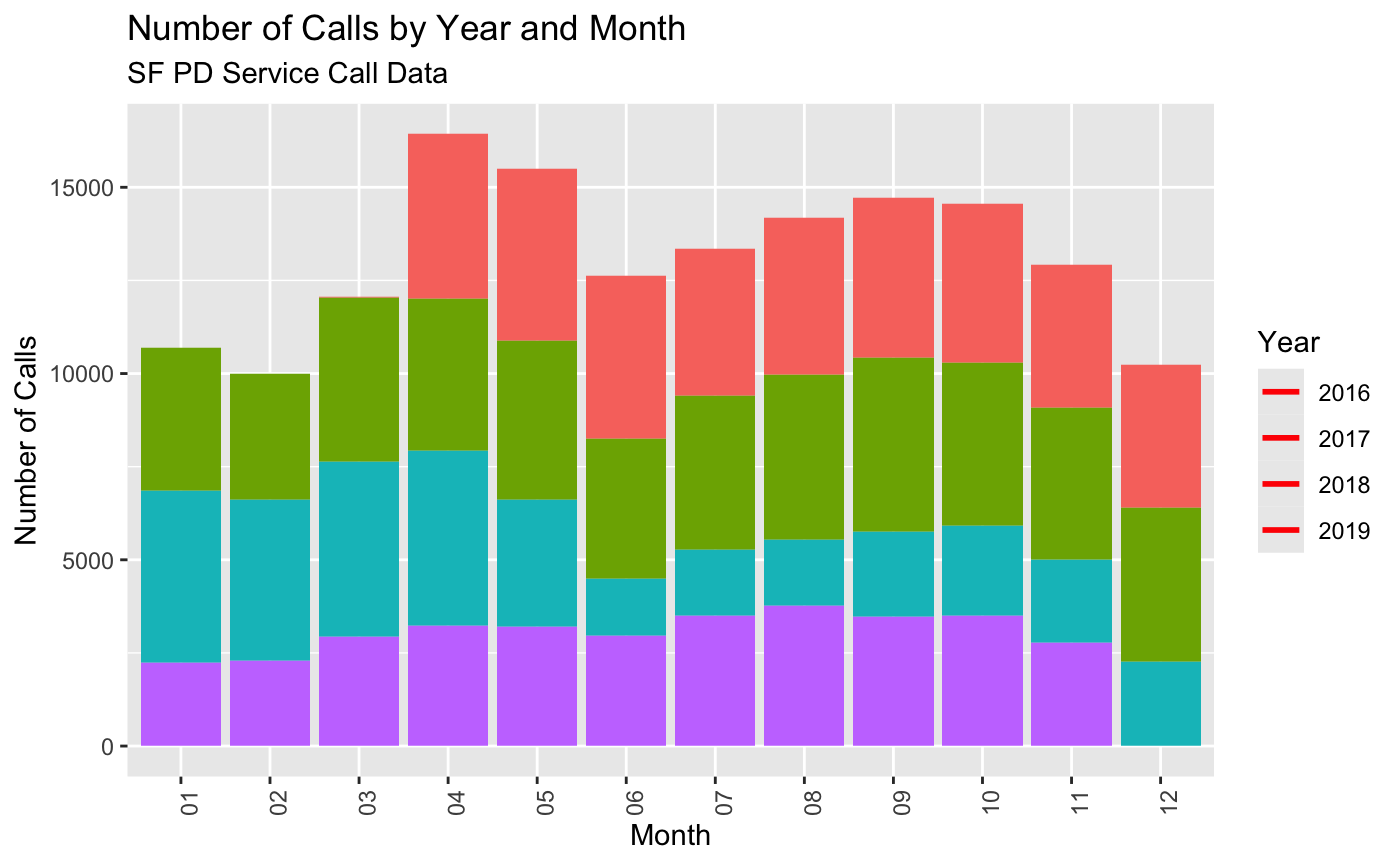 Number of Calls by Year and Month
SF PD Service Call Data
Number of Calls
15000
10000
5000
0
01 02 03 04 05 06 07 08 09 10 11 12
Month
Year
2016
2017
2018
2019